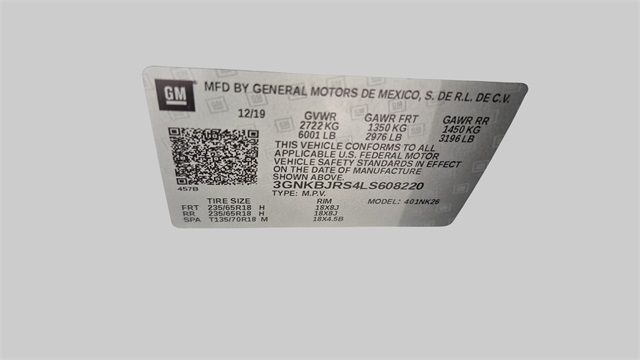 GM MFD BY GENERAL MOTORS DE MEXICO, S. DE R.L. DE C.V.
12/19 GVWR GAWR FRT GAWR RR
2722 KG 1350 KG 1450 KG
6001 LB 2976 LB 3196 LB
THIS VEHICLE CONFORMS TO ALL
APPLICABLE U.S. FEDERAL MOTOR
VEHICLE SAFETY STANDARDS IN EFFECT
ON THE DATE OF MANUFACTURE
SHOWN ABOVE.
457B 3GNKBJRS4LS608220
TYPE: M.P.V.
TIRE SIZE RIM MODEL: 401NK26
FRT 235/65R18 H 18X8J
RR 235/65R18 H 18X8J
SPA T135/70R18 M 18X4.5B